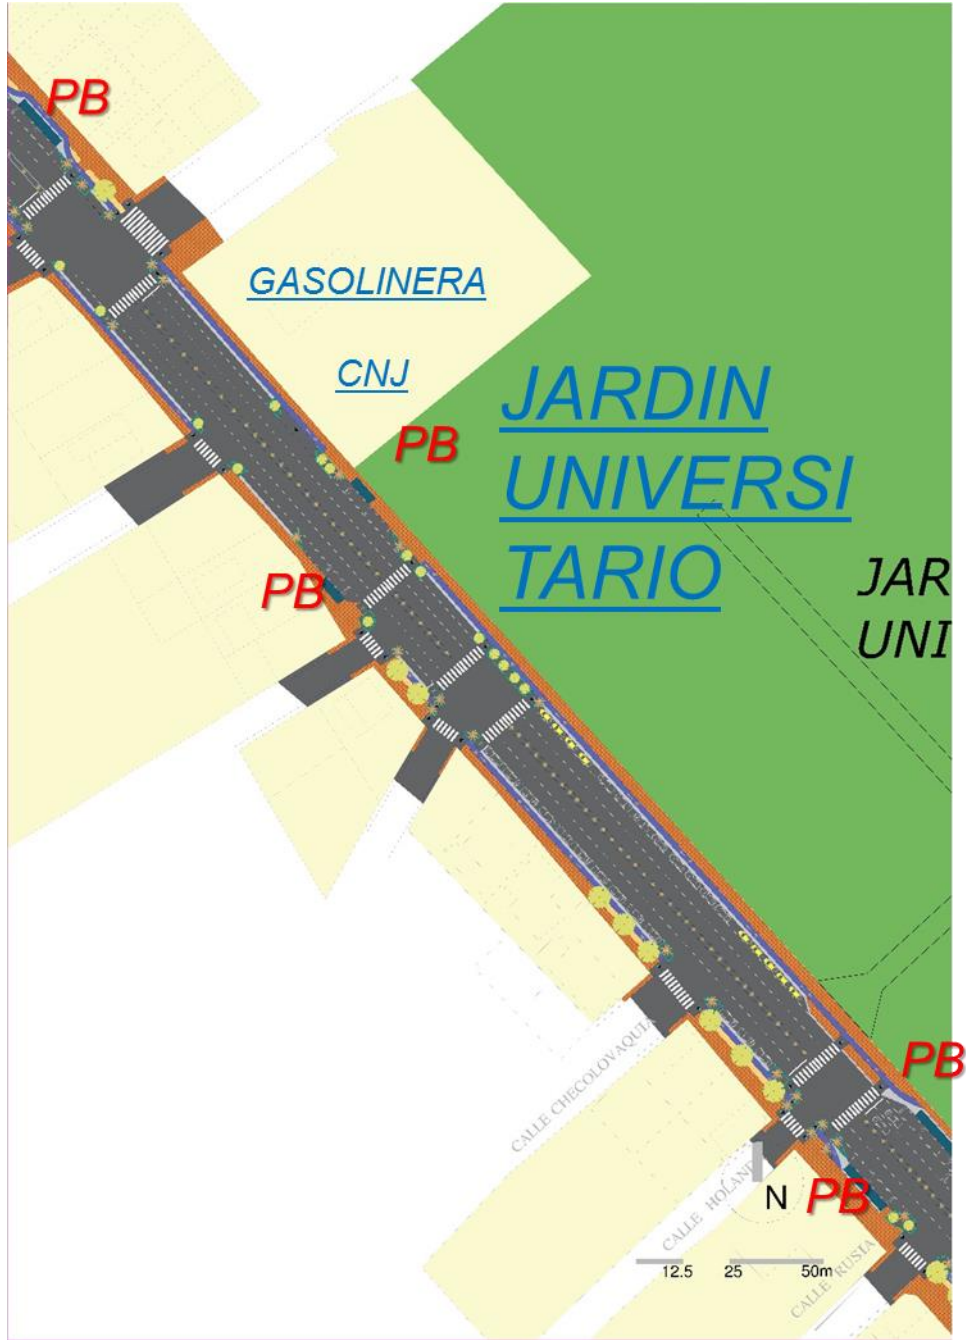 PB
GASOLINERA
CNJ
JARDIN
UNIVERSI
TARIO
PB
PB
JAR
UNI
CALLE CHECOLOVAQUIA
PB
CALLE HOLAND
N
PB
12.5 25 50m
CALLE RUSIA